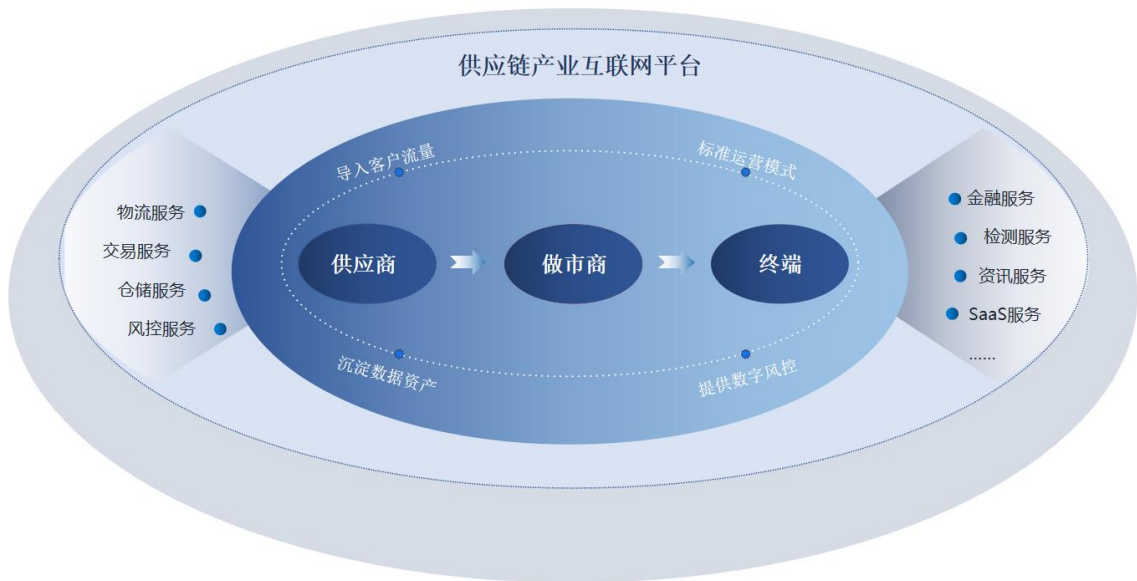 供应链产业互联网平台
导入客户流量
标准运营模式
物流服务
交易服务
仓储服务
风控服务
供应商
做市商
终端
金融服务
检测服务
资讯服务
SaaS服务
......
沉淀数据资产
提供数字风控